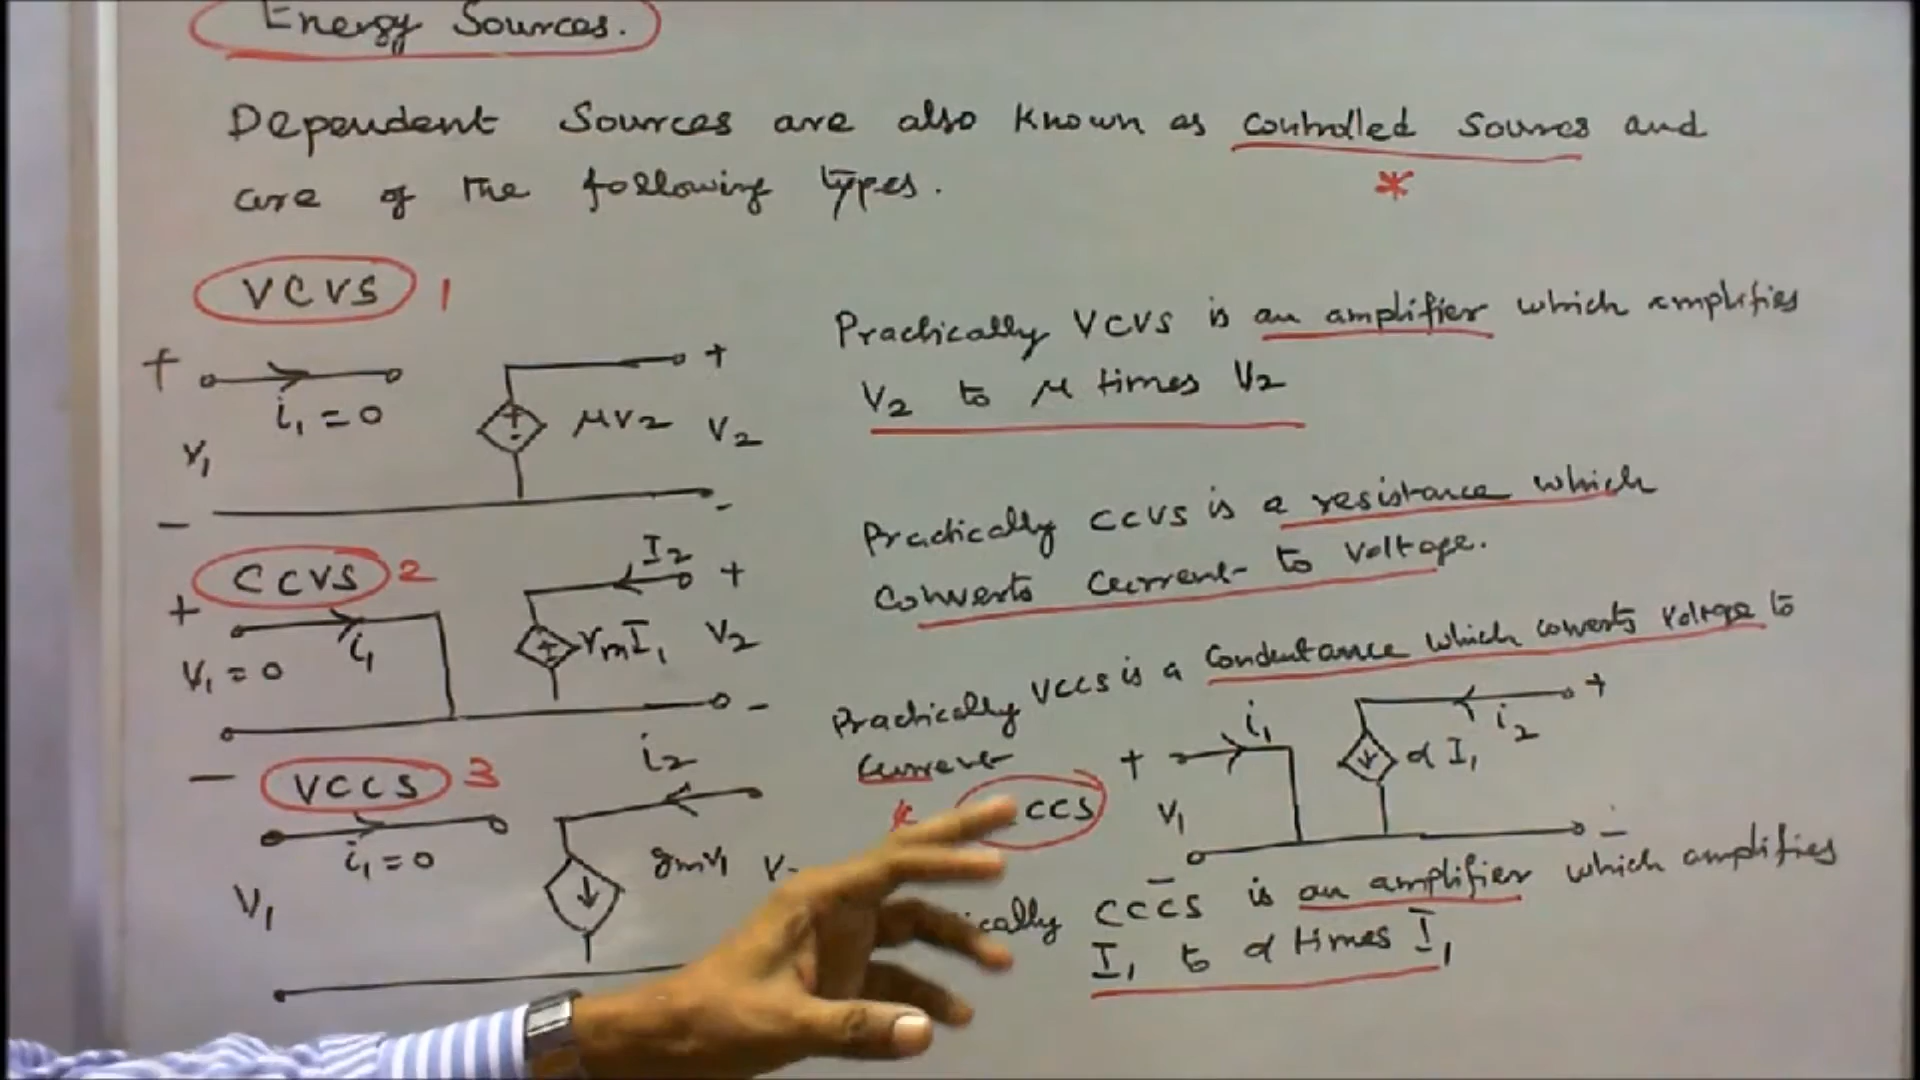 Energy Sources.
Dependent Sources are also known as controlled sources and
are of the following types.
*
VCVS 1
+ i₁ = 0
V₁
-
+
μV2 V2
-
Practically VCVS is an amplifier which amplifies
V2 to μ times V2
CCVS 2
+ i₁
V₁ = 0
-
I2
+
rmI₁ V2
-
Practically CCVS is a resistance which
Converts Current to Voltage.
VCCS 3
i₁ = 0
V₁
i2
gmv₁
Practically VCCS is a Conductance which converts voltage to
Current
*
CCS
+ i₁
V₁
+
i2
α I₁
-
cally CCCS is an amplifier which amplifies
I₁ to α times I₁